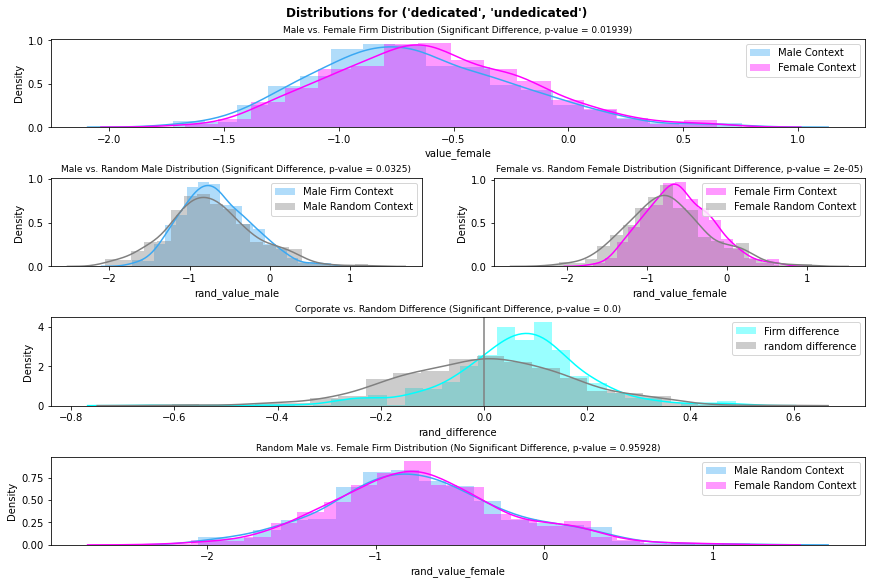 Distributions for ('dedicated', 'undedicated')
Male vs. Female Firm Distribution (Significant Difference, p-value = 0.01939)
1.0
0.5
0.0
Density
Male Context
Female Context
−2.0 −1.5 −1.0 −0.5 0.0 0.5 1.0
value_female
Male vs. Random Male Distribution (Significant Difference, p-value = 0.0325)
1.0
0.5
0.0
Density
Male Firm Context
Male Random Context
−2 −1 0 1
rand_value_male
Female vs. Random Female Distribution (Significant Difference, p-value = 2e-05)
1.0
0.5
0.0
Density
Female Firm Context
Female Random Context
−2 −1 0 1
rand_value_female
Corporate vs. Random Difference (Significant Difference, p-value = 0.0)
4
2
0
Density
Firm difference
random difference
−0.8 −0.6 −0.4 −0.2 0.0 0.2 0.4 0.6
rand_difference
Random Male vs. Female Firm Distribution (No Significant Difference, p-value = 0.95928)
0.75
0.50
0.25
0.00
Density
Male Random Context
Female Random Context
−2 −1 0 1
rand_value_female